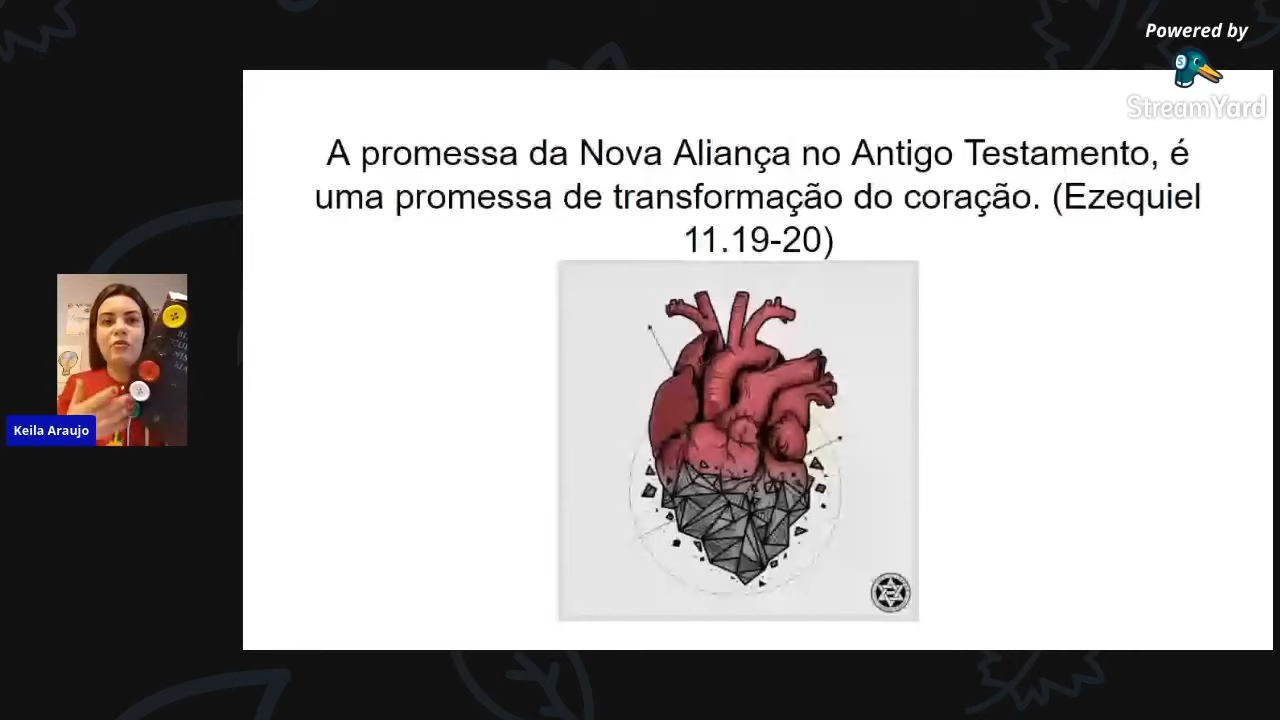 Powered by
StreamYard
A promessa da Nova Aliança no Antigo Testamento, é
uma promessa de transformação do coração. (Ezequiel
11.19-20)
Keila Araujo